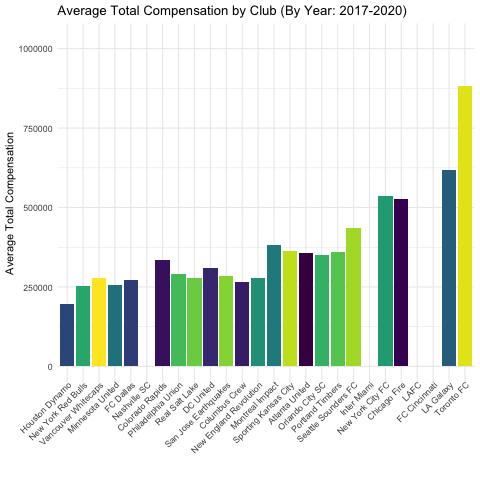 Average Total Compensation by Club (By Year: 2017-2020)
1000000
750000
500000
250000
0
Average Total Compensation
Houston Dynamo
New York Red Bulls
Vancouver Whitecaps
Minnesota United
FC Dallas
Nashville SC
Colorado Rapids
Philadelphia Union
Real Salt Lake
DC United
San Jose Earthquakes
Columbus Crew
New England Revolution
Montreal Impact
Sporting Kansas City
Atlanta United
Orlando City SC
Portland Timbers
Seattle Sounders FC
Inter Miami
New York City FC
Chicago Fire
LAFC
FC Cincinnati
LA Galaxy
Toronto FC